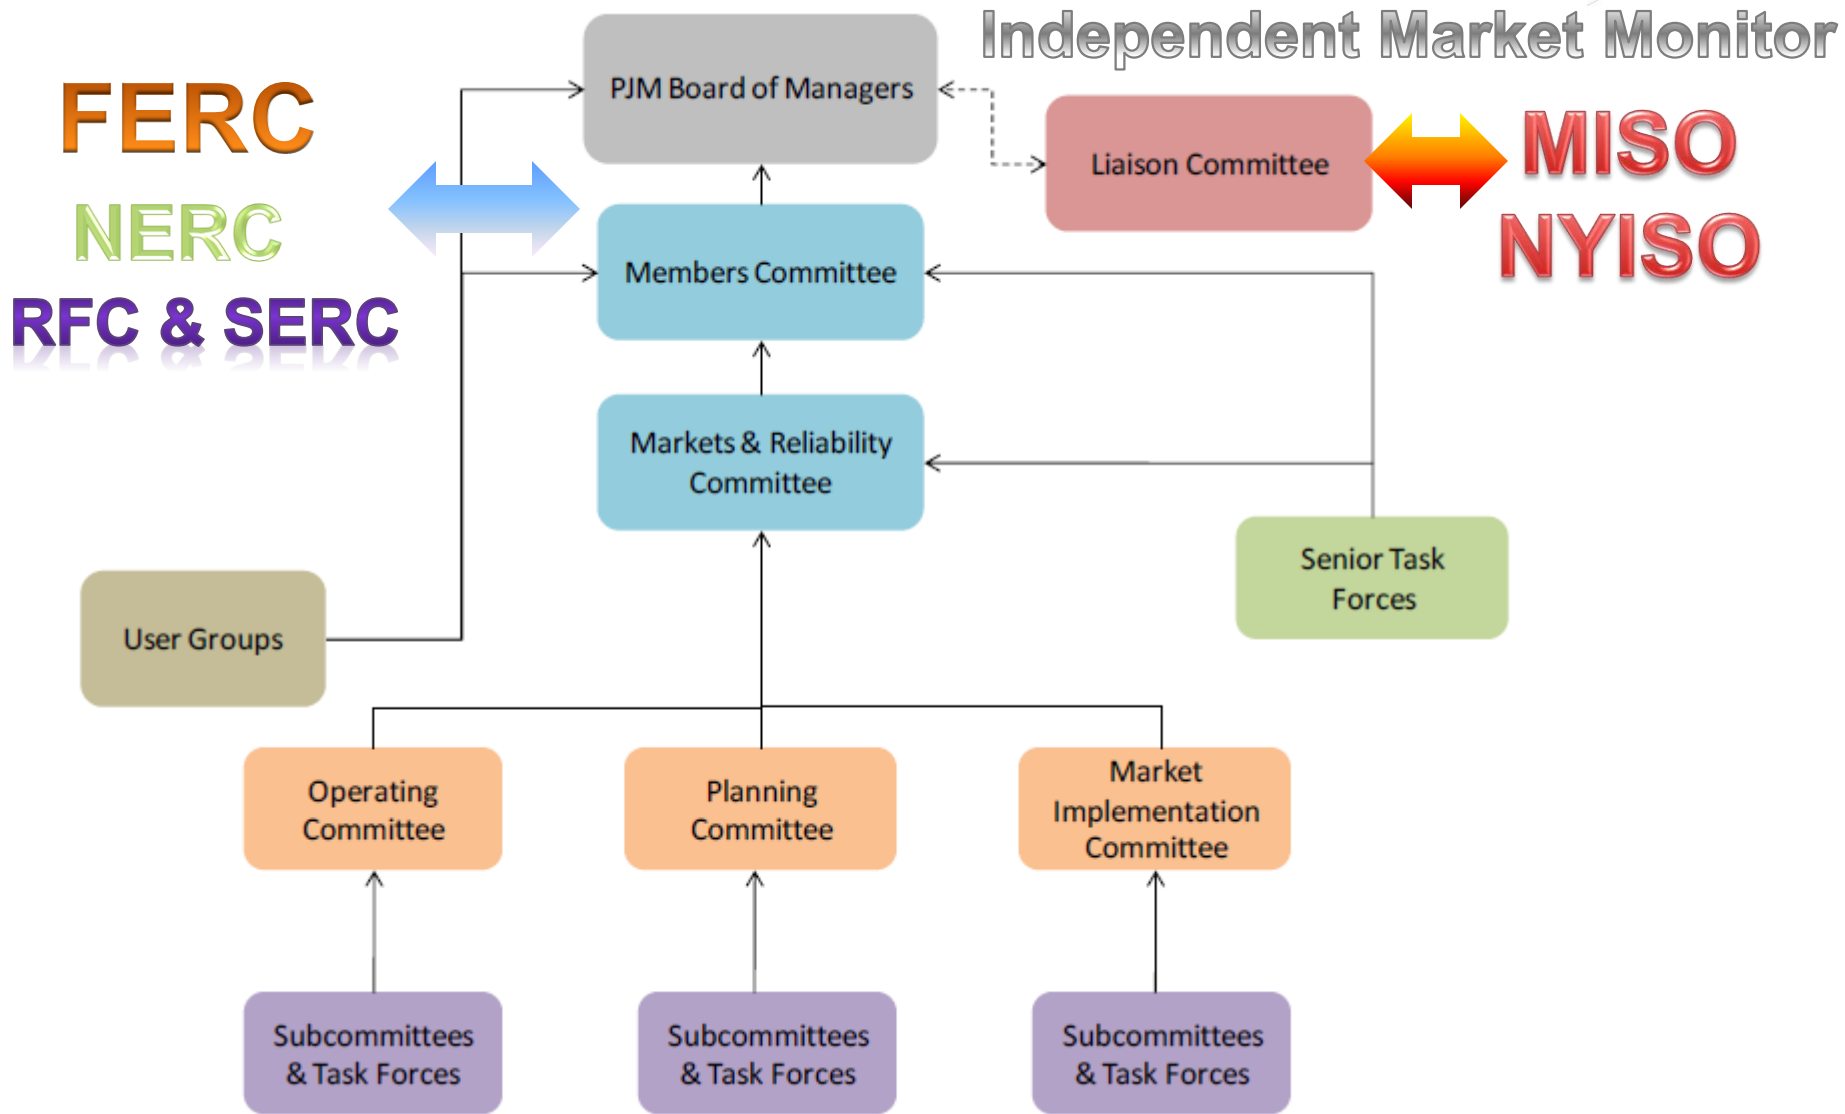 Independent Market Monitor
PJM Board of Managers
FERC
Liaison Committee
MISO
NERC
NYISO
Members Committee
RFC & SERC
Markets & Reliability
Committee
Senior Task
Forces
User Groups
Operating
Committee
Planning
Committee
Market
Implementation
Committee
Subcommittees
& Task Forces
Subcommittees
& Task Forces
Subcommittees
& Task Forces